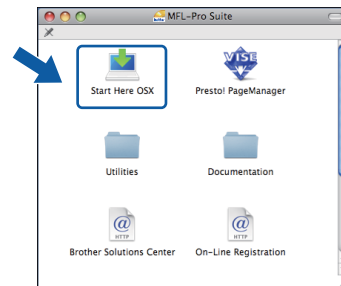 MFL-Pro Suite
Start Here OSX
Presto! PageManager
Utilities
Documentation
Brother Solutions Center
On-Line Registration